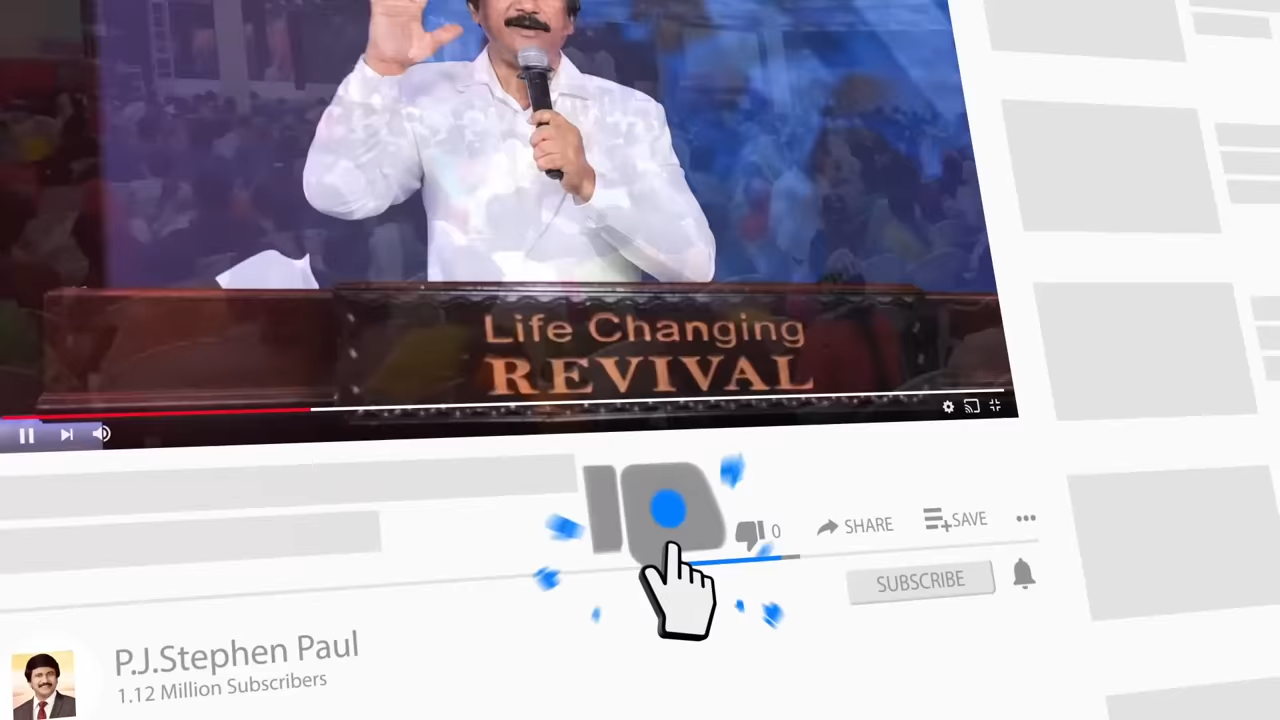 Life Changing
REVIVAL
0
SHARE
SAVE
SUBSCRIBE
P.J.Stephen Paul
1.12 Million Subscribers